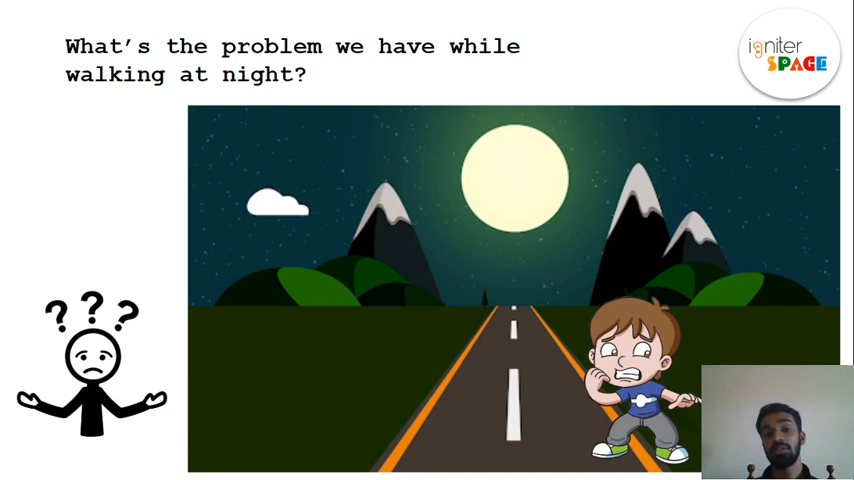 What's the problem we have while
walking at night?
igniter
SPACE
? ? ?